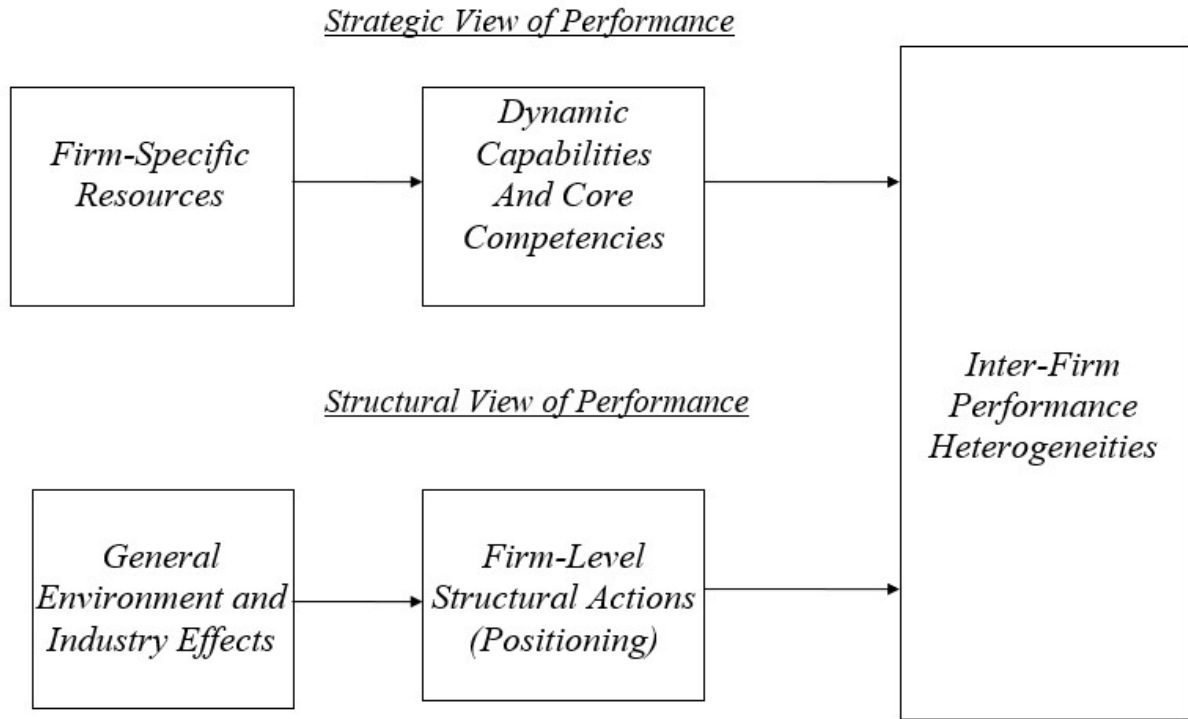 Strategic View of Performance
Firm-Specific
Resources
Dynamic
Capabilities
And Core
Competencies
Inter-Firm
Performance
Heterogeneities
Structural View of Performance
General
Environment and
Industry Effects
Firm-Level
Structural Actions
(Positioning)